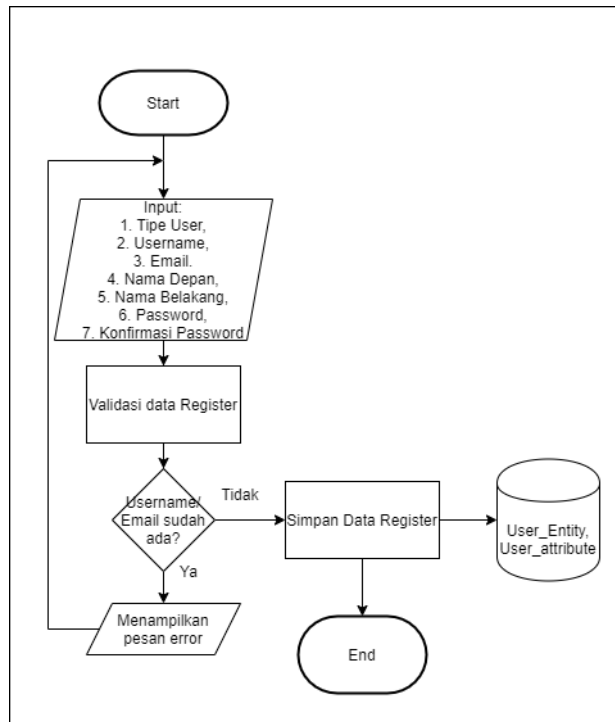 Start
Input:
1. Tipe User,
2. Username,
3. Email.
4. Nama Depan,
5. Nama Belakang,
6. Password,
7. Konfirmasi Password
Validasi data Register
Username/
Email sudah
ada?
Tidak
Simpan Data Register
User_Entity,
User_attribute
Ya
Menampilkan
pesan error
End